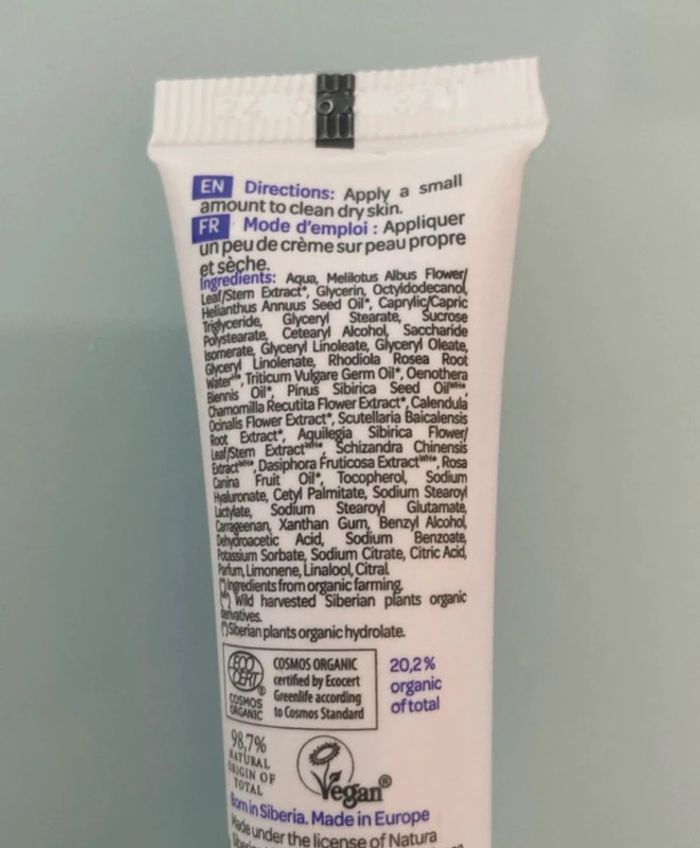 EN Directions: Apply a small
amount to clean dry skin.
FR Mode d'emploi : Appliquer
un peu de crème sur peau propre
et sèche.
Ingredients: Aqua, Melilotus Albus Flower/
Leaf/Stem Extract*, Glycerin, Octyldodecanol,
Helianthus Annuus Seed Oil*, Caprylic/Capric
Triglyceride, Glyceryl Stearate, Sucrose
Polystearate, Cetearyl Alcohol, Saccharide
Isomerate, Glyceryl Linoleate, Glyceryl Oleate,
Glyceryl Linolenate, Rhodiola Rosea Root
Water, Triticum Vulgare Germ Oil*, Oenothera
Biennis Oil*, Pinus Sibirica Seed Oil ᵂᴴ*,
Chamomilla Recutita Flower Extract*, Calendula
Ocinalis Flower Extract*, Scutellaria Baicalensis
Root Extract*, Aquilegia Sibirica Flower/
Leaf/Stem Extract ᵂᴴ*, Schizandra Chinensis
Extract ᵂᴴ*, Dasiphora Fruticosa Extract ᵂᴴ*, Rosa
Canina Fruit Oil*, Tocopherol, Sodium
Hyaluronate, Cetyl Palmitate, Sodium Stearoyl
Lactylate, Sodium Stearoyl Glutamate,
Carrageenan, Xanthan Gum, Benzyl Alcohol,
Dehydroacetic Acid, Sodium Benzoate,
Potassium Sorbate, Sodium Citrate, Citric Acid,
Parfum, Limonene, Linalool, Citral
Ingredients from organic farming.
Wild harvested Siberian plants organic
derivatives.
Siberian plants organic hydrolate.
ECO
CERT®
COSMOS
ORGANIC
COSMOS ORGANIC
certified by Ecocert
Greenlife according
to Cosmos Standard
20,2%
organic
of total
98,7%
NATURAL
ORIGIN OF
TOTAL
Vegan®
Born in Siberia. Made in Europe
Made under the license of Natura